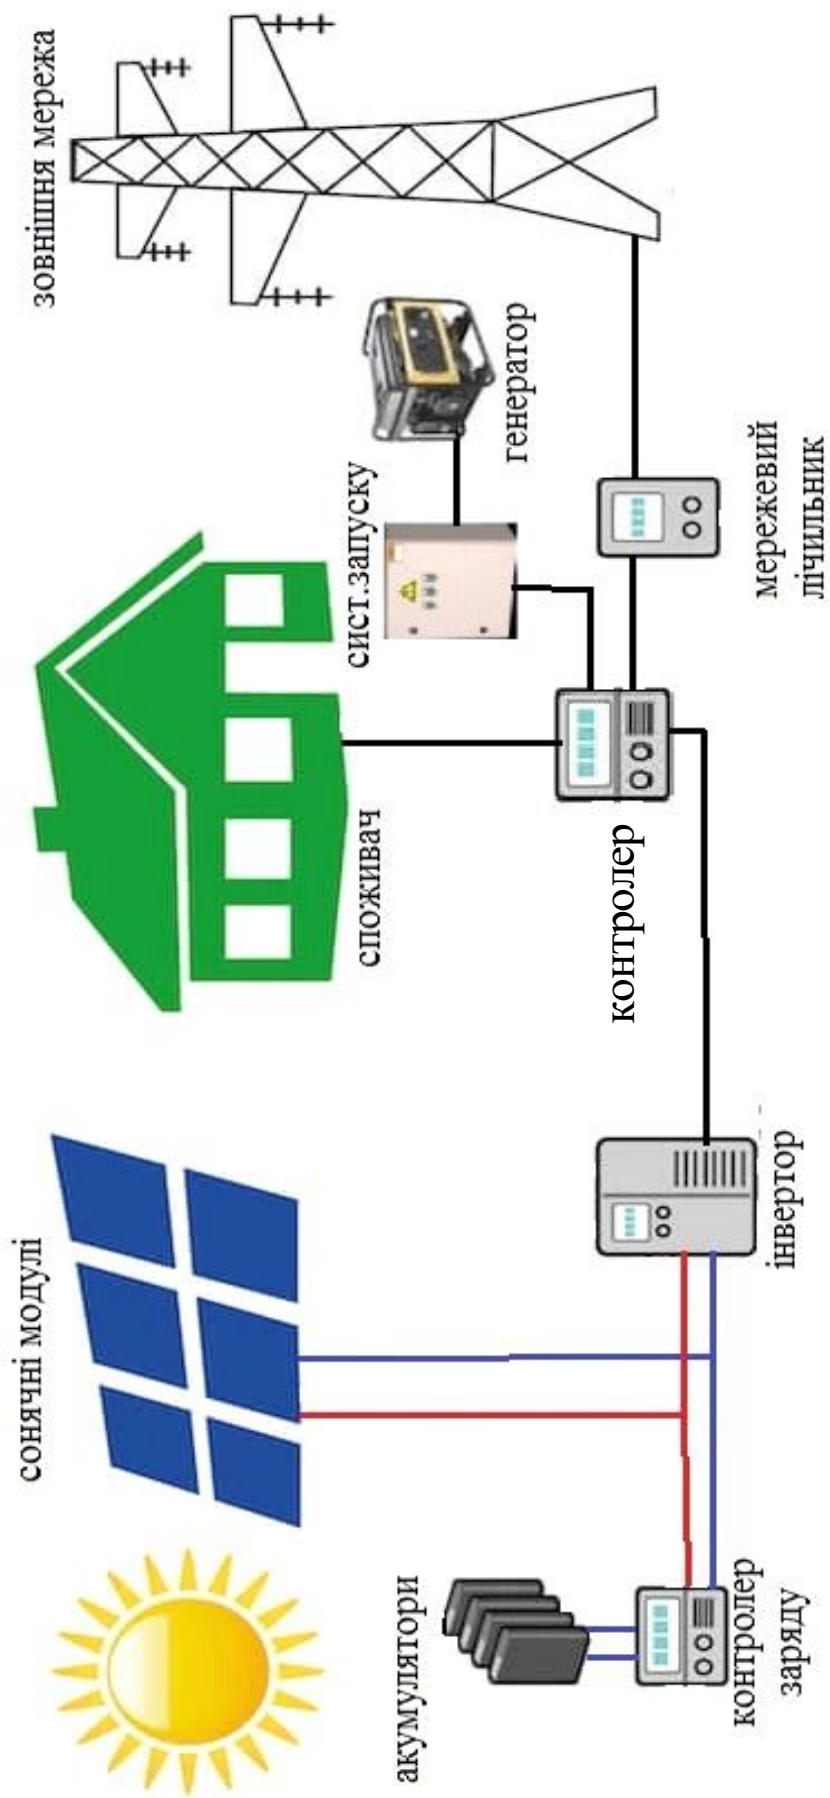 сонячні модулі
зовнішня мережа
акумулятори
споживач
сист.запуску
генератор
контролер
заряду
інвертор
контролер
мережевий
лічильник